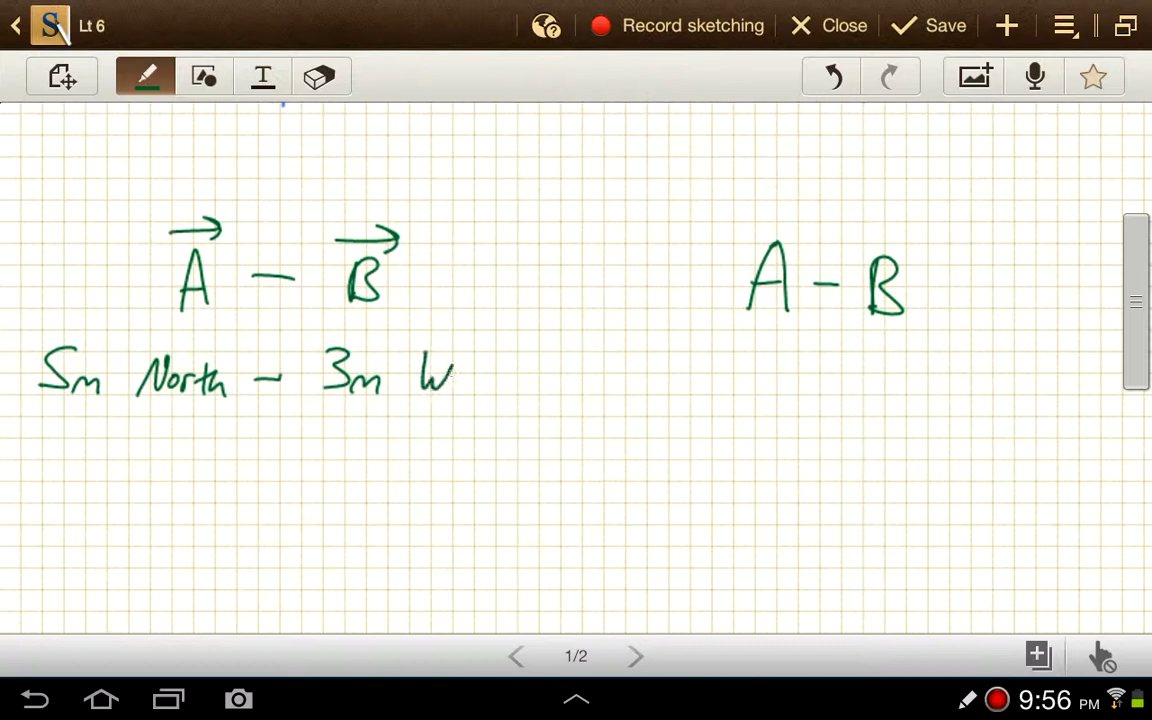 S Lt 6 Record sketching Close Save
T
A - B A - B
5m North - 3m W
1/2
9:56 PM